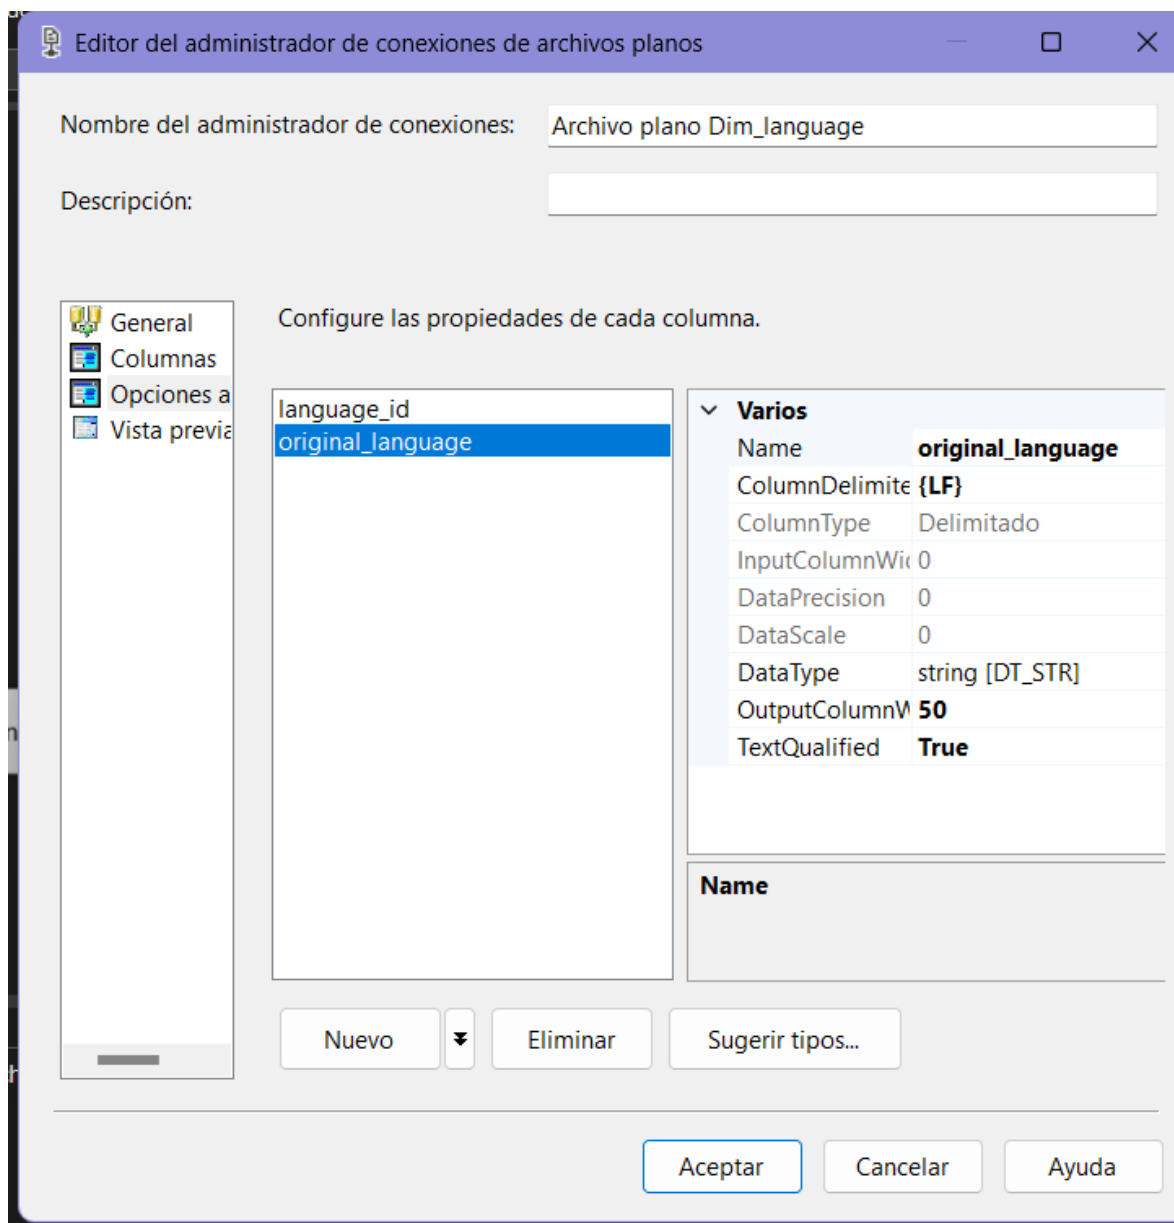 Editor del administrador de conexiones de archivos planos
Nombre del administrador de conexiones: Archivo plano Dim_language
Descripción:
General
Columnas
Opciones a
Vista previa
Configure las propiedades de cada columna.
language_id
original_language
Varios
Name original_language
ColumnDelimite {LF}
ColumnType Delimitado
InputColumnWid 0
DataPrecision 0
DataScale 0
DataType string [DT_STR]
OutputColumnW 50
TextQualified True
Name
Nuevo Eliminar Sugerir tipos...
Aceptar Cancelar Ayuda